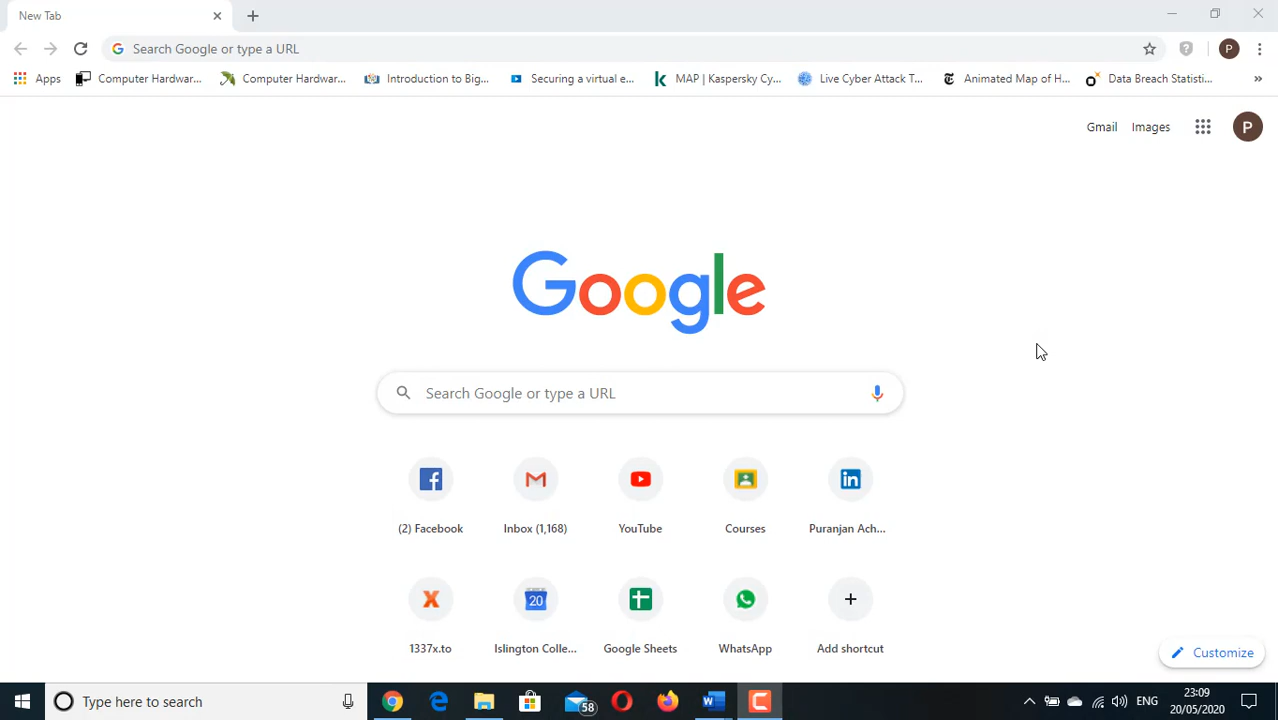 New Tab
Search Google or type a URL
P
Apps
Computer Hardwar...
Computer Hardwar...
Introduction to Big...
Securing a virtual e...
MAP | Kaspersky Cy...
Live Cyber Attack T...
Animated Map of H...
Data Breach Statisti...
»
Gmail
Images
P
Google
Search Google or type a URL
(2) Facebook
Inbox (1,168)
YouTube
Courses
Puranjan Ach...
20
1337x.to
Islington Colle...
Google Sheets
WhatsApp
Add shortcut
Customize
Type here to search
58
ENG
23:09
20/05/2020